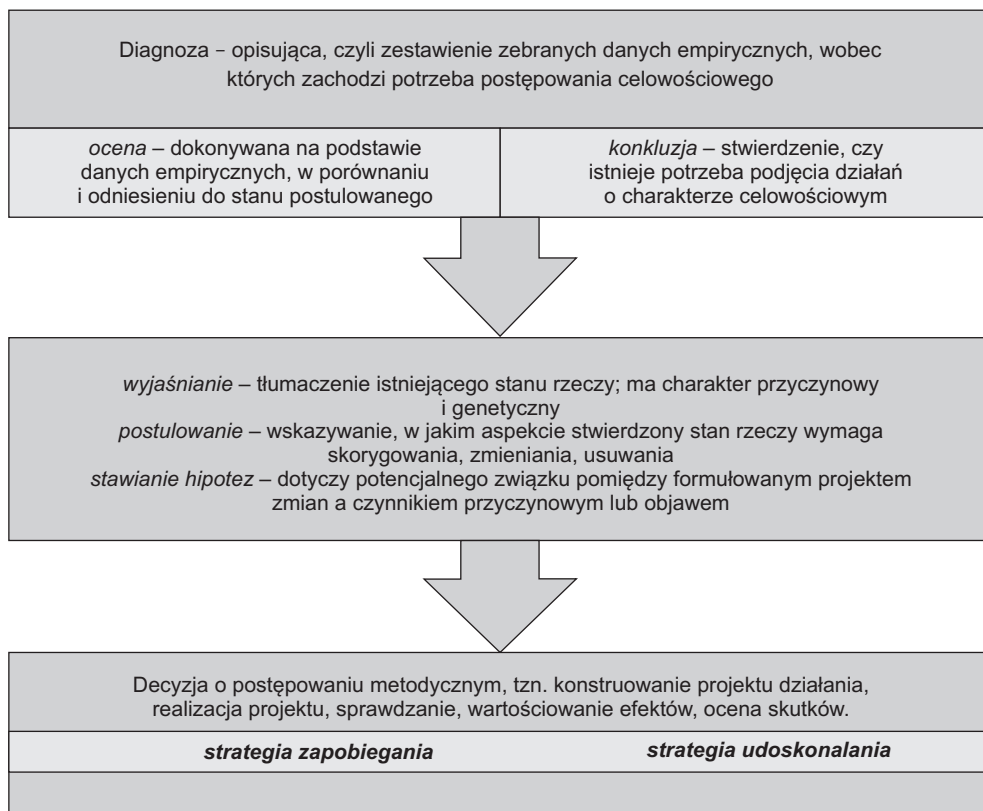 Diagnoza – opisująca, czyli zestawienie zebranych danych empirycznych, wobec
których zachodzi potrzeba postępowania celowościowego
ocena – dokonywana na podstawie
danych empirycznych, w porównaniu
i odniesieniu do stanu postulowanego
konkluzja – stwierdzenie, czy
istnieje potrzeba podjęcia działań
o charakterze celowościowym
wyjaśnianie – tłumaczenie istniejącego stanu rzeczy; ma charakter przyczynowy
i genetyczny
postulowanie – wskazywanie, w jakim aspekcie stwierdzony stan rzeczy wymaga
skorygowania, zmieniania, usuwania
stawianie hipotez – dotyczy potencjalnego związku pomiędzy formułowanym projektem
zmian a czynnikiem przyczynowym lub objawem
Decyzja o postępowaniu metodycznym, tzn. konstruowanie projektu działania,
realizacja projektu, sprawdzanie, wartościowanie efektów, ocena skutków.
strategia zapobiegania
strategia udoskonalania